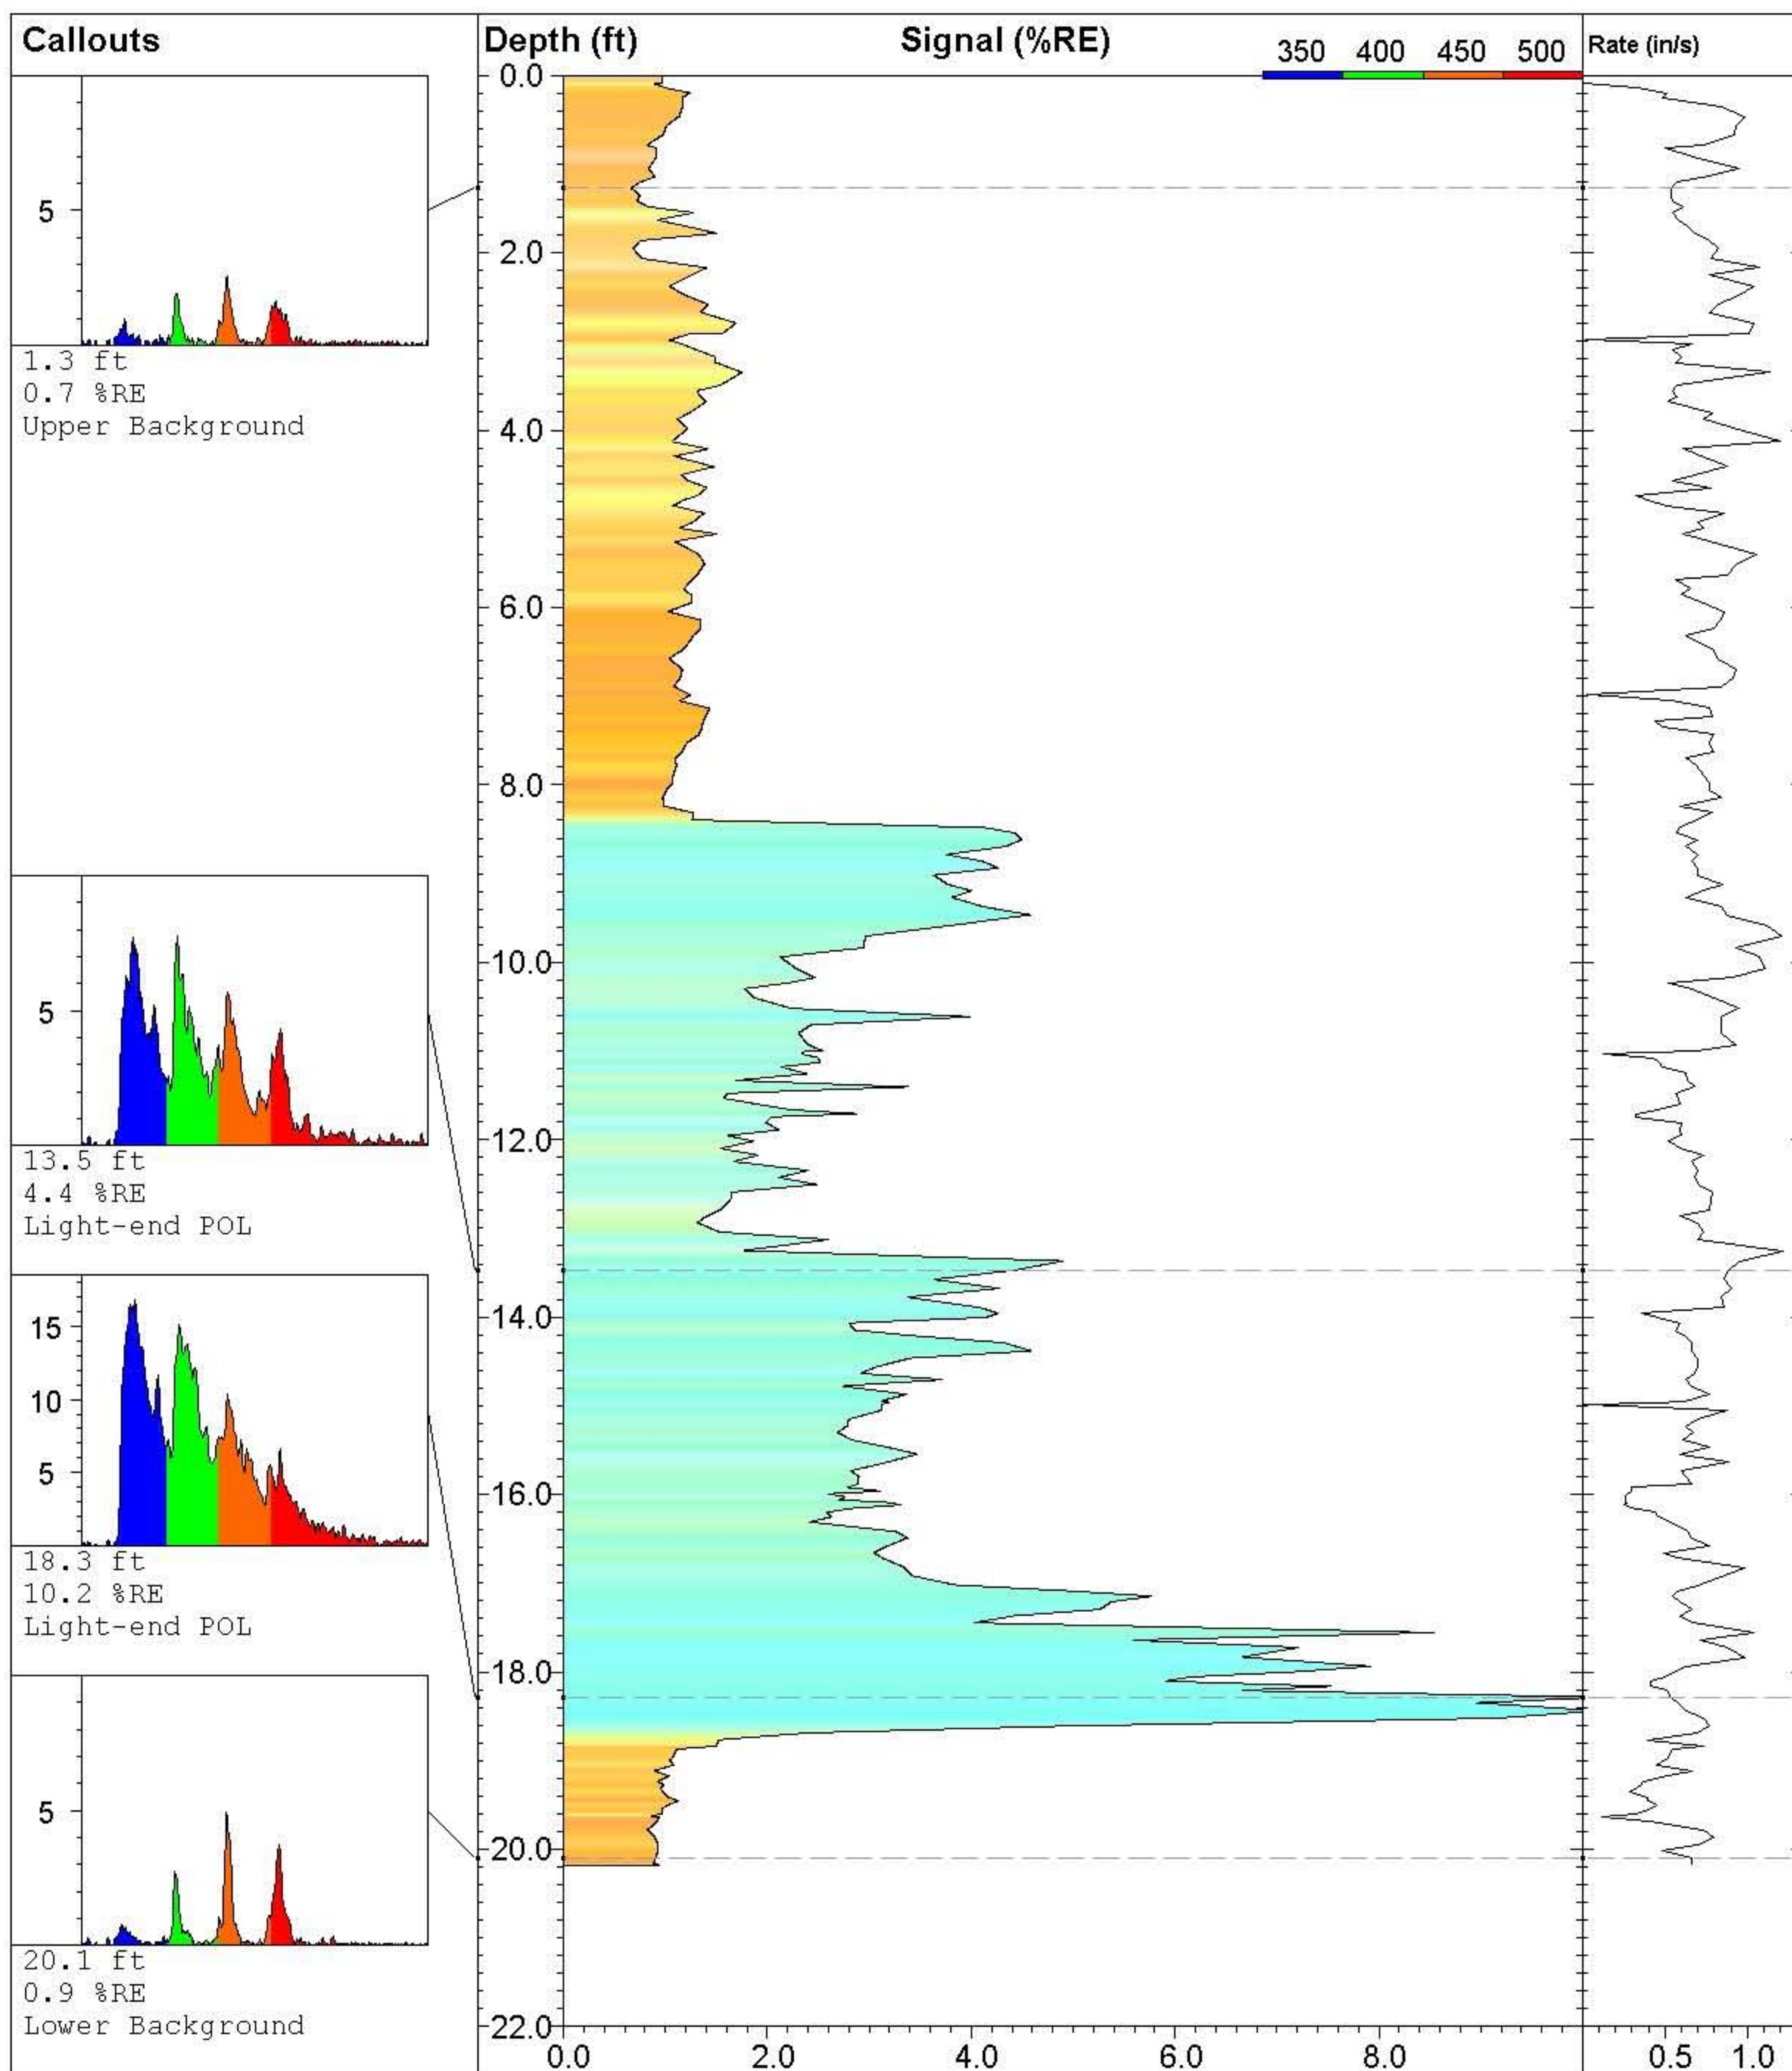 Callouts
Depth (ft)
Signal (%RE)
350 400 450 500
Rate (in/s)
5
1.3 ft
0.7 %RE
Upper Background
5
13.5 ft
4.4 %RE
Light-end POL
15
10
5
18.3 ft
10.2 %RE
Light-end POL
5
20.1 ft
0.9 %RE
Lower Background
0.0
2.0
4.0
6.0
8.0
10.0
12.0
14.0
16.0
18.0
20.0
22.0
0.0 2.0 4.0 6.0 8.0
0.5 1.0